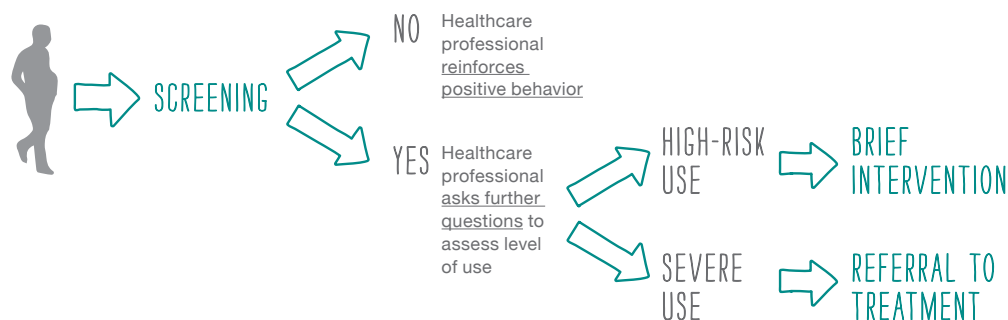 SCREENING
NO
Healthcare
professional
reinforces
positive behavior
YES
Healthcare
professional
asks further
questions to
assess level
of use
HIGH-RISK
USE
BRIEF
INTERVENTION
SEVERE
USE
REFERRAL TO
TREATMENT